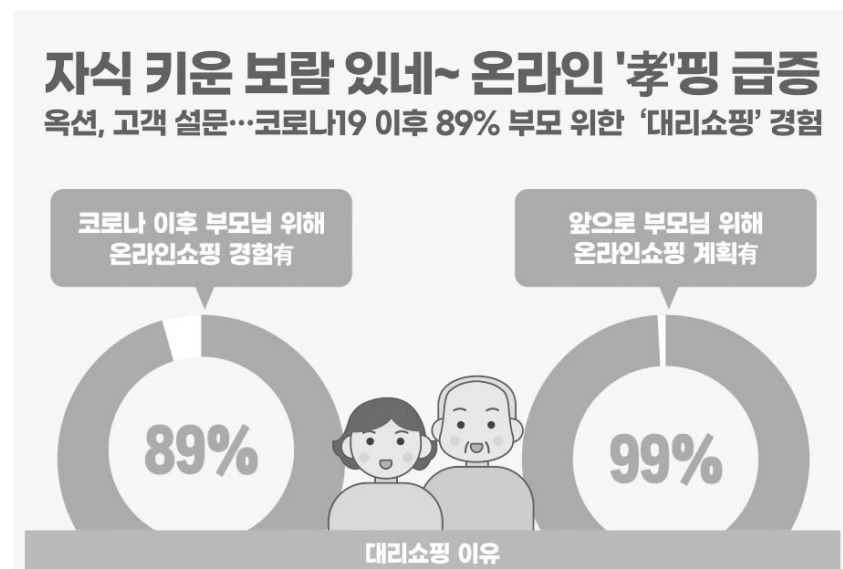 자식 키운 보람 있네~ 온라인 '孝'핑 급증
옥션, 고객 설문…코로나19 이후 89% 부모 위한 ‘대리쇼핑’ 경험
코로나 이후 부모님 위해
온라인쇼핑 경험有
앞으로 부모님 위해
온라인쇼핑 계획有
89%
99%
대리쇼핑 이유